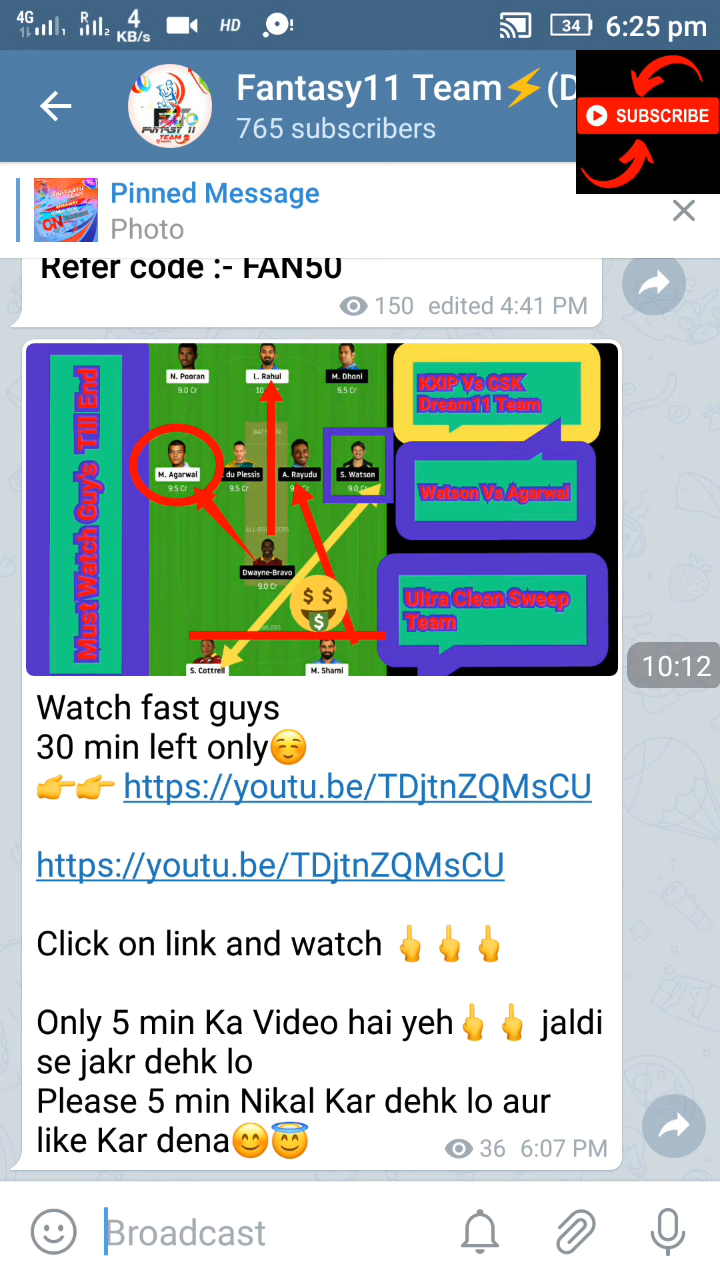 4G R 4 KB/s HD 34 6:25 pm
Fantasy11 Team⚡(D
765 subscribers
SUBSCRIBE
Pinned Message
Photo
Refer code :- FAN50
150 edited 4:41 PM
Must Watch Guy's Till End
N. Pooran L. Rahul M. Dhoni
9.0 Cr 10 9.5 Cr
M. Agarwal du Plessis A. Rayudu S. Watson
9.5 Cr 9.5 9 Cr 9.0 Cr
Dwayne-Bravo
9.0 Cr
S. Cottrell M. Shami
KXIP Vs CSK
Dream11 Team
Watson Vs Agarwal
Ultra Clean Sweep
Team
10:12
Watch fast guys
30 min left only☺️
👉👉 https://youtu.be/TDjtnZQMsCU
https://youtu.be/TDjtnZQMsCU
Click on link and watch 🖕🖕🖕
Only 5 min Ka Video hai yeh🖕🖕 jaldi
se jakr dehk lo
Please 5 min Nikal Kar dehk lo aur
like Kar dena😊😇
36 6:07 PM
Broadcast